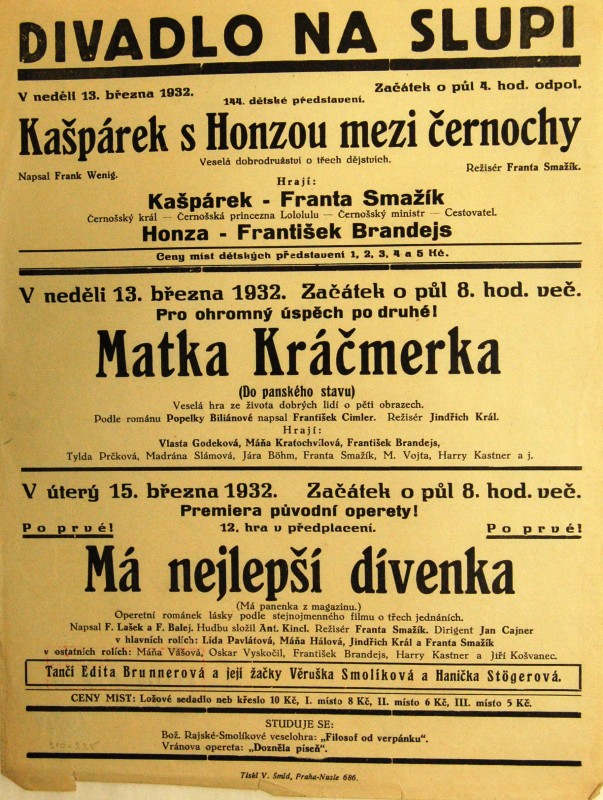 DIVADLO NA SLUPI
V neděli 13. března 1932. Začátek o půl 4. hod. odpol.
144. dětské představení.
Kašpárek s Honzou mezi černochy
Veselá dobrodružství o třech dějstvích.
Napsal Frank Wenig. Režisér Franta Smažík.
Hrají:
Kašpárek - Franta Smažík
Černošský král — Černošská princezna Lololulu — Černošský ministr — Cestovatel.
Honza - František Brandejs
Ceny míst dětských představení 1, 2, 3, 4 a 5 Kč.
V neděli 13. března 1932. Začátek o půl 8. hod. več.
Pro ohromný úspěch po druhé!
Matka Kráčmerka
(Do panského stavu)
Veselá hra ze života dobrých lidí o pěti obrazech.
Podle románu Popelky Biliánové napsal František Cimler. Režisér Jindřich Král.
Hrají:
Vlasta Godeková, Máňa Kratochvílová, František Brandejs,
Tylda Prčková, Madrána Slámová, Jára Böhm, Franta Smažík, M. Vojta, Harry Kastner a j.
V úterý 15. března 1932. Začátek o půl 8. hod. več.
Premiera původní operety!
Po prvé! 12. hra v předplacení. Po prvé!
Má nejlepší dívenka
(Má panenka z magazinu.)
Operetní románek lásky podle stejnojmenného filmu o třech jednáních.
Napsal F. Lašek a F. Balej. Hudbu složil Ant. Kincl. Režisér Franta Smažík. Dirigent Jan Cajner
v hlavních rolích: Lída Pavlátová, Máňa Hálová, Jindřich Král a Franta Smažík
v ostatních rolích: Máňa Vášová, Oskar Vyskočil, František Brandejs, Harry Kastner a Jiří Košvanec.
Tančí Edita Brunnerová a její žačky Věruška Smolíková a Hanička Stögerová.
CENY MÍST: Ložové sedadlo neb křeslo 10 Kč, I. místo 8 Kč, II. místo 6 Kč, III. místo 5 Kč.
STUDUJE SE:
Bož. Rajské-Smolíkové veselohra: „Filosof od verpánku“.
Vránova opereta: „Dozněla píseň“.
Tiskl V. Šmíd, Praha-Nusle 686.